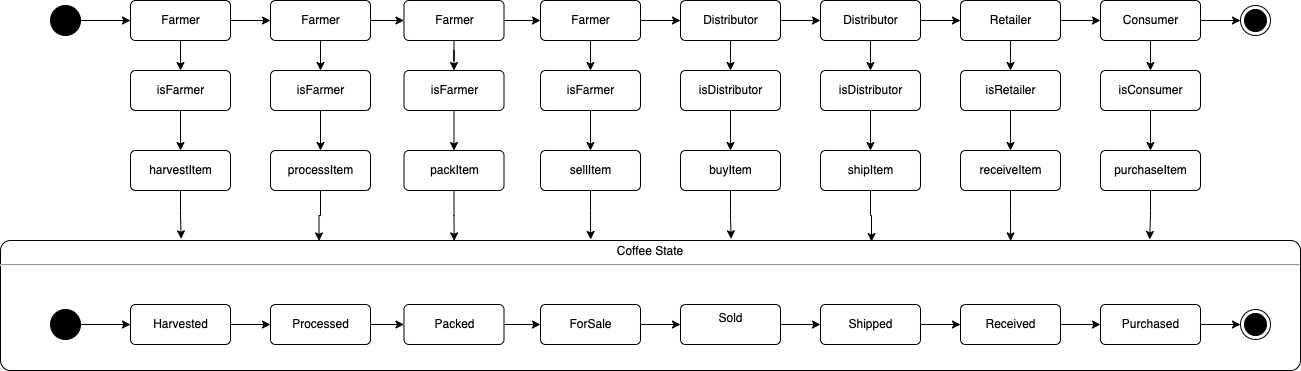 Farmer Farmer Farmer Farmer Distributor Distributor Retailer Consumer
isFarmer isFarmer isFarmer isFarmer isDistributor isDistributor isRetailer isConsumer
harvestItem processItem packItem sellItem buyItem shipItem receiveItem purchaseItem
Coffee State
Harvested Processed Packed ForSale Sold Shipped Received Purchased